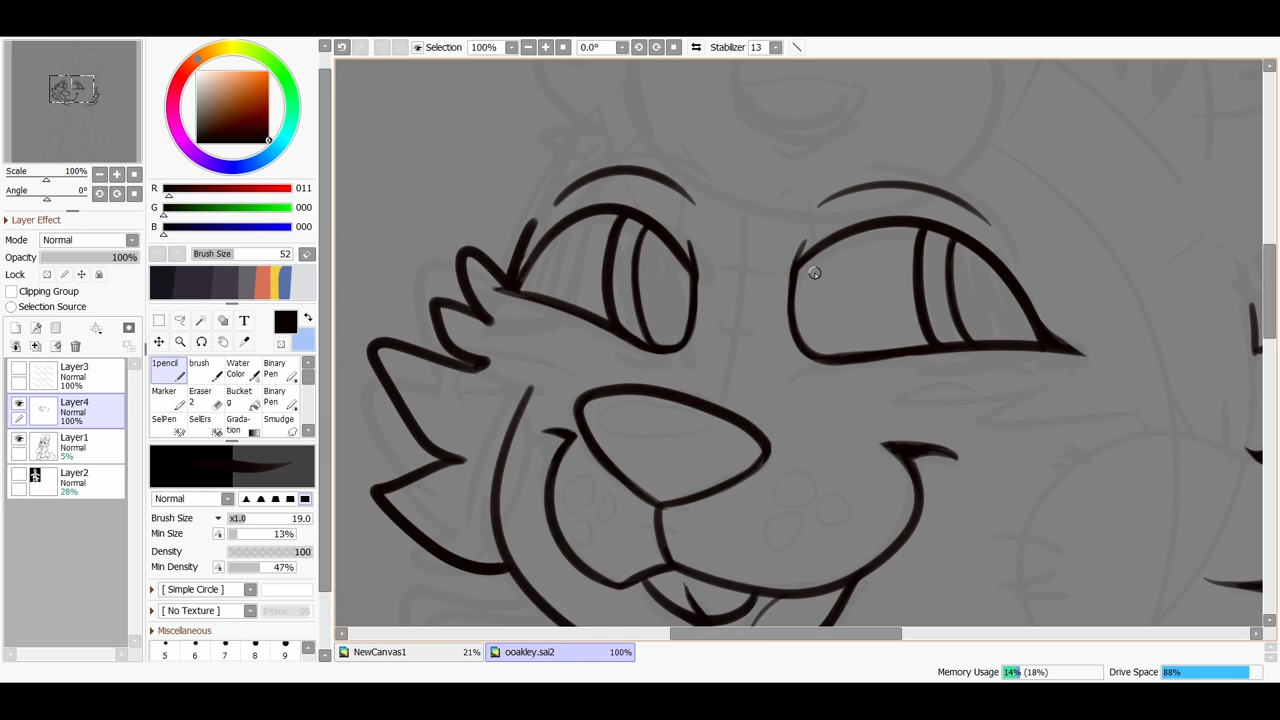 Selection 100% 0.0° Stabilizer 13
Scale 100%
Angle 0°
Layer Effect
Mode Normal
Opacity 100%
Lock
Clipping Group
Selection Source
Layer3
Normal
100%
Layer4
Normal
100%
Layer1
Normal
5%
Layer2
Normal
28%
R 011
G 000
B 000
Brush Size 52
T
1pencil brush Water Color Binary Pen
Marker Eraser 2 Bucket g Binary Pen
SelPen SelErs Grada-tion Smudge
Normal
Brush Size x1.0 19.0
Min Size 13%
Density 100
Min Density 47%
[ Simple Circle ]
[ No Texture ] 95
Miscellaneous
5 6 7 8 9
NewCanvas1 21% ooakley.sai2 100%
Memory Usage 14% (18%) Drive Space 88%